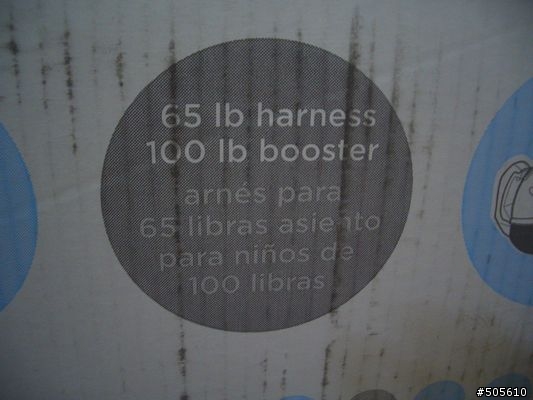 65 lb harness
100 lb booster
arnés para
65 libras asiento
para niños de
100 libras
#505610